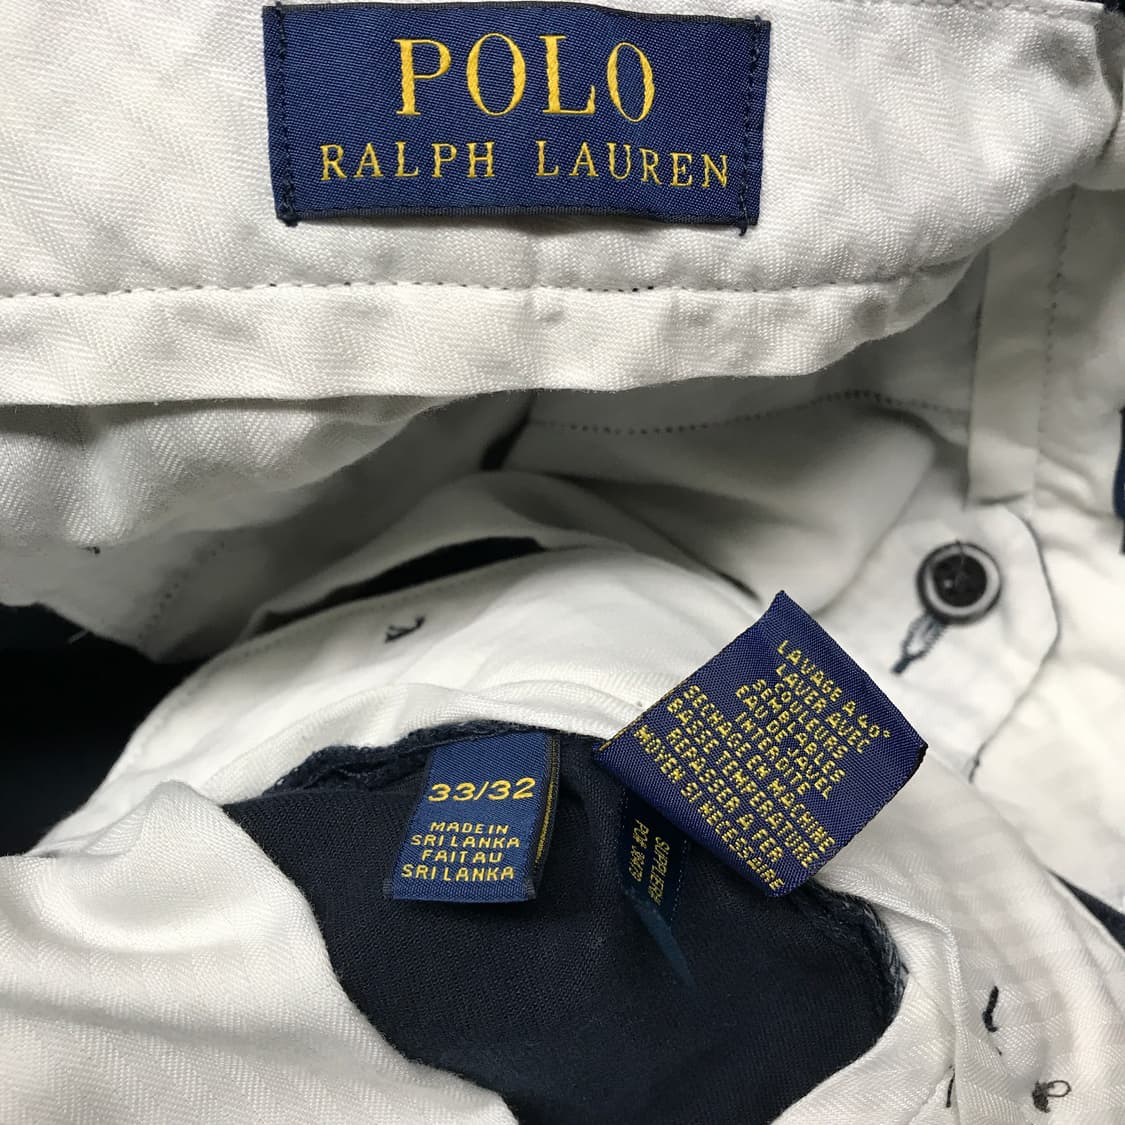 POLO
RALPH LAUREN
33/32
MADE IN
SRI LANKA
FAIT AU
SRI LANKA
LAVAGE A 40°
LAVER AVEC
COULEURS
SEMBLABLES
EAU DE JAVEL
INTERDITE
SECHAGE EN MACHINE
BASSE TEMPERATURE
REPASSER A FER
MOYEN SI NECESSAIRE
SUPPLIER#